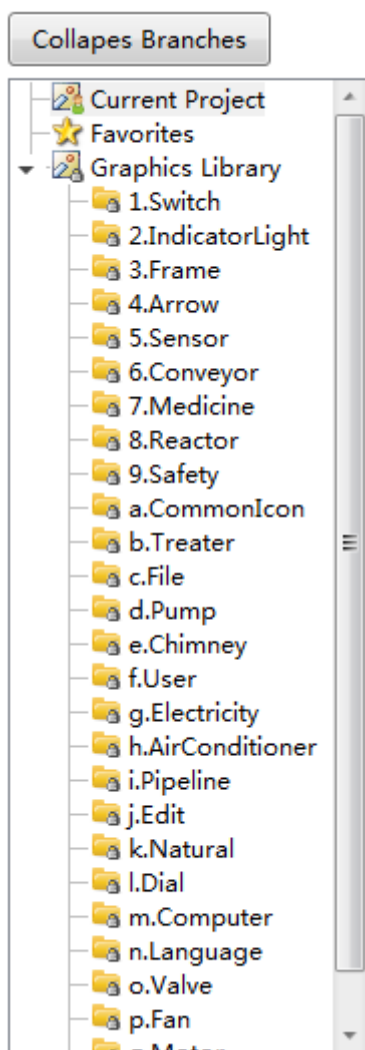 Collapes Branches
Current Project
Favorites
Graphics Library
1.Switch
2.IndicatorLight
3.Frame
4.Arrow
5.Sensor
6.Conveyor
7.Medicine
8.Reactor
9.Safety
a.CommonIcon
b.Treater
c.File
d.Pump
e.Chimney
f.User
g.Electricity
h.AirConditioner
i.Pipeline
j.Edit
k.Natural
l.Dial
m.Computer
n.Language
o.Valve
p.Fan